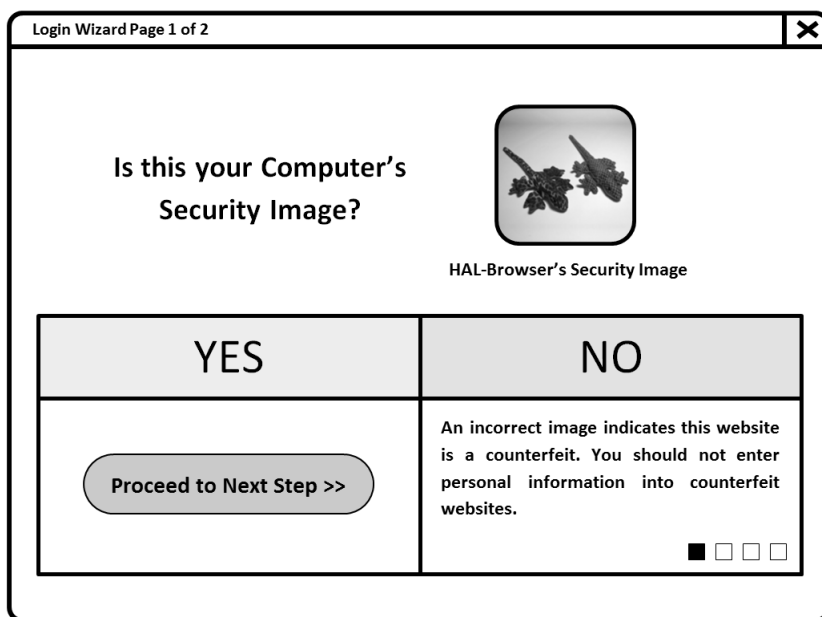 Login Wizard Page 1 of 2
Is this your Computer's
Security Image?
HAL-Browser's Security Image
YES
NO
Proceed to Next Step >>
An incorrect image indicates this website
is a counterfeit. You should not enter
personal information into counterfeit
websites.